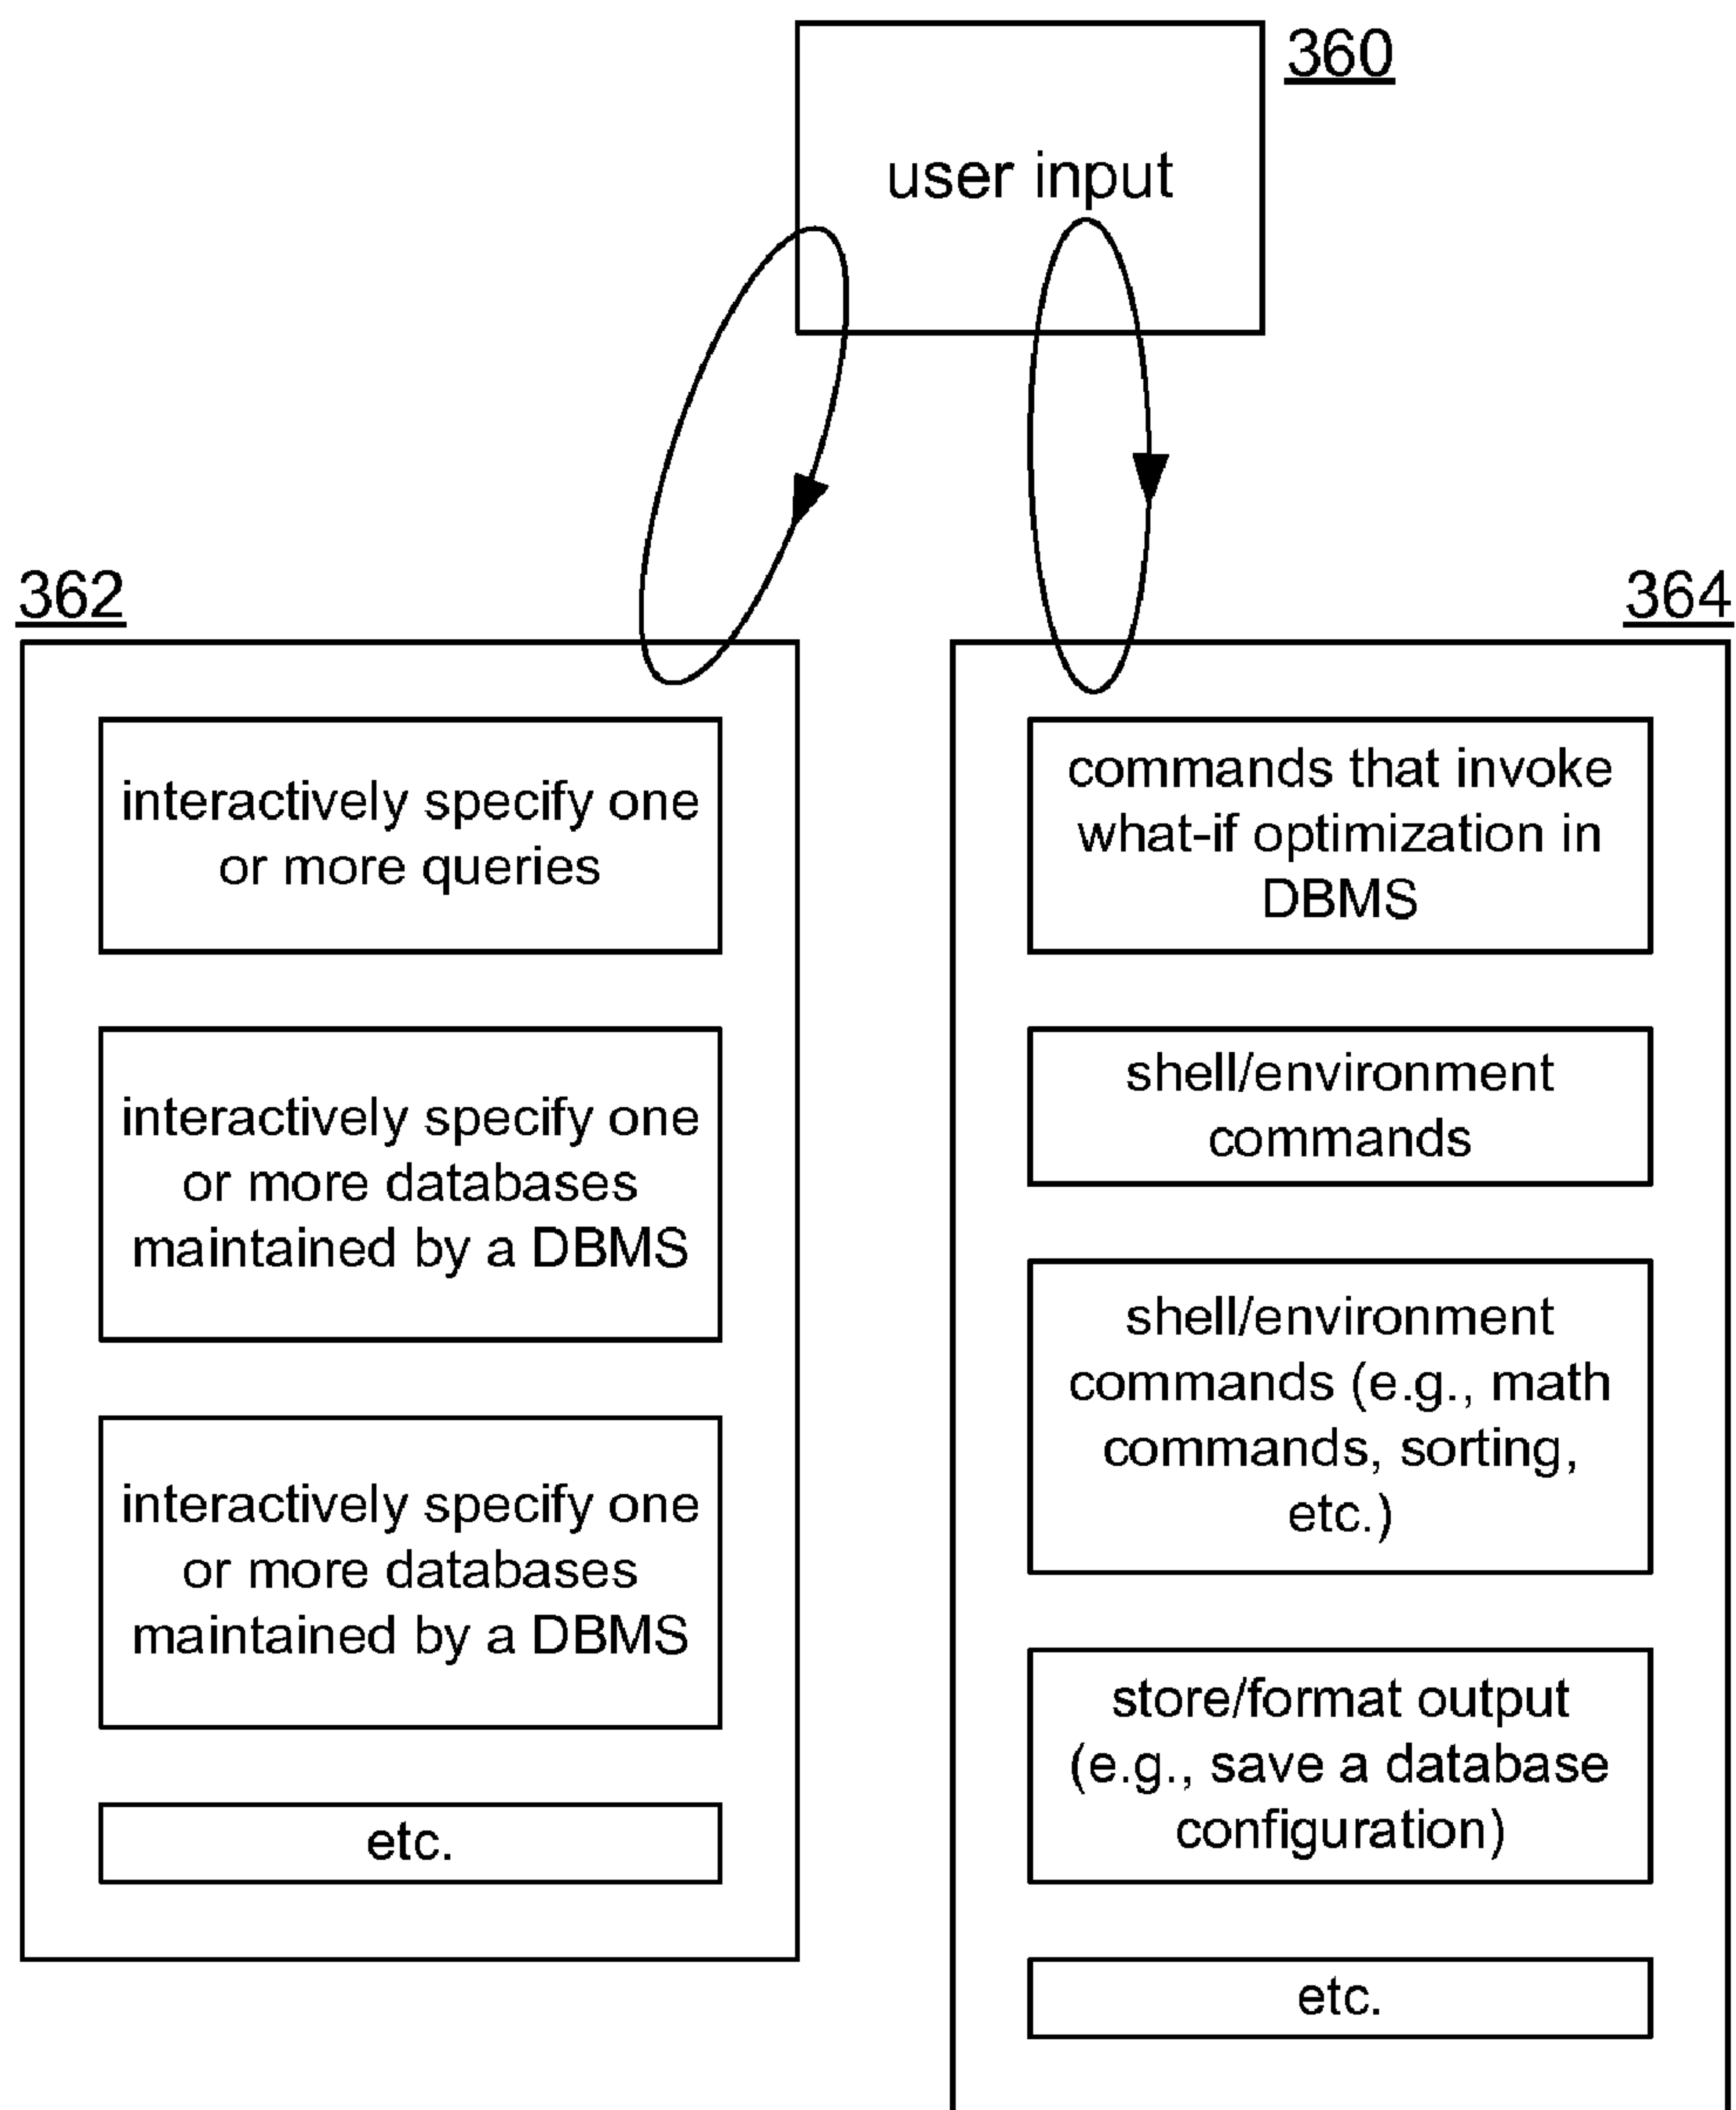 360
user input
362
interactively specify one
or more queries
interactively specify one
or more databases
maintained by a DBMS
interactively specify one
or more databases
maintained by a DBMS
etc.
364
commands that invoke
what-if optimization in
DBMS
shell/environment
commands
shell/environment
commands (e.g., math
commands, sorting,
etc.)
store/format output
(e.g., save a database
configuration)
etc.